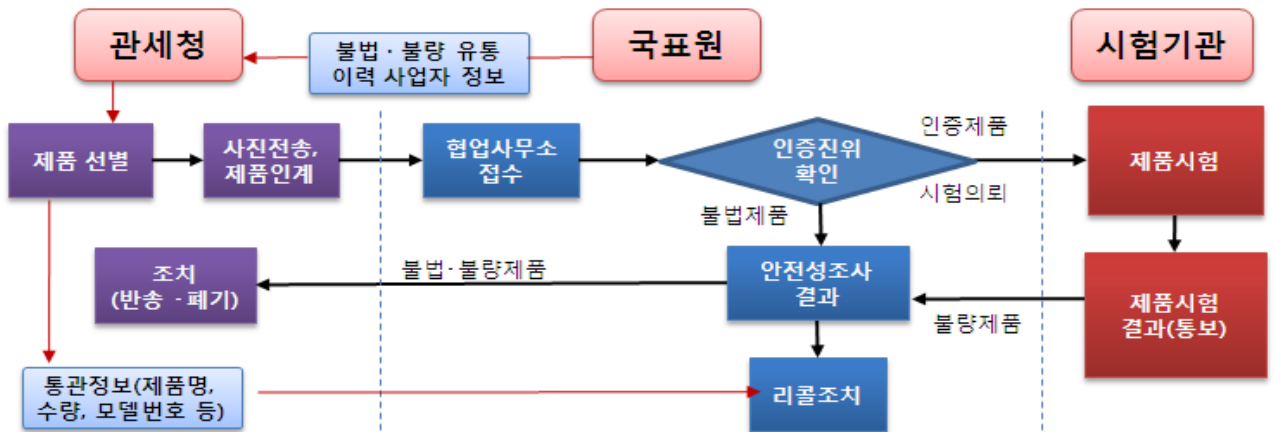 관세청
불법 · 불량 유통
이력 사업자 정보
국표원
시험기관
제품 선별
사진전송,
제품인계
협업사무소
접수
인증진위
확인
인증제품
시험의뢰
제품시험
불법제품
조치
(반송 · 폐기)
불법·불량제품
안전성조사
결과
불량제품
제품시험
결과(통보)
통관정보(제품명,
수량, 모델번호 등)
리콜조치